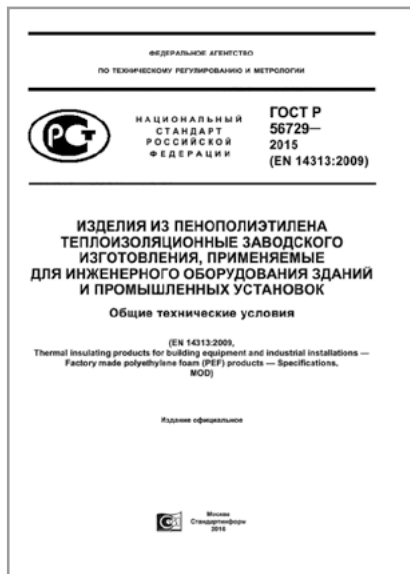 ФЕДЕРАЛЬНОЕ АГЕНТСТВО
ПО ТЕХНИЧЕСКОМУ РЕГУЛИРОВАНИЮ И МЕТРОЛОГИИ
НАЦИОНАЛЬНЫЙ
СТАНДАРТ
РОССИЙСКОЙ
ФЕДЕРАЦИИ
ГОСТ Р
56729—
2015
(EN 14313:2009)
ИЗДЕЛИЯ ИЗ ПЕНОПОЛИЭТИЛЕНА
ТЕПЛОИЗОЛЯЦИОННЫЕ ЗАВОДСКОГО
ИЗГОТОВЛЕНИЯ, ПРИМЕНЯЕМЫЕ
ДЛЯ ИНЖЕНЕРНОГО ОБОРУДОВАНИЯ ЗДАНИЙ
И ПРОМЫШЛЕННЫХ УСТАНОВОК
Общие технические условия
(EN 14313:2009,
Thermal insulating products for building equipment and industrial installations —
Factory made polyethylene foam (PEF) products — Specifications,
MOD)
Издание официальное
Москва
Стандартинформ
2016